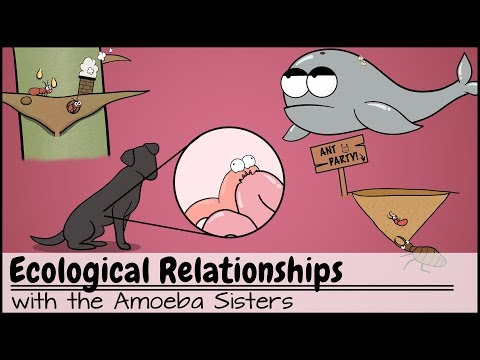 ANT
PARTY!
Ecological Relationships
with the Amoeba Sisters